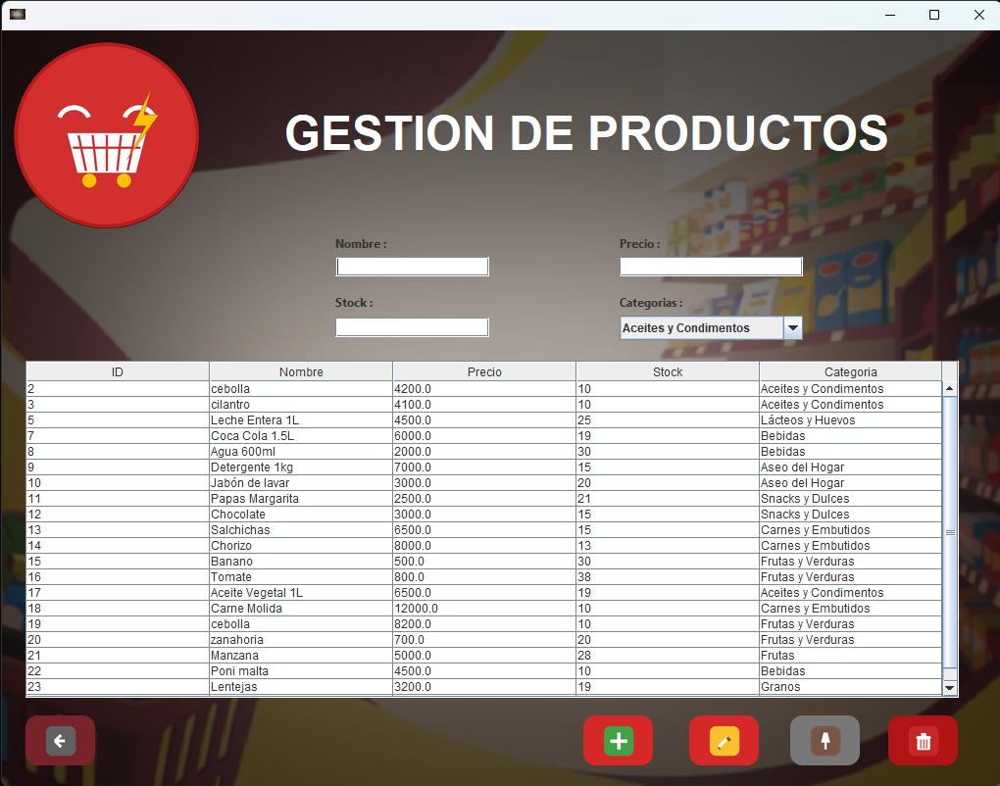 GESTION DE PRODUCTOS
Nombre : Precio :
Stock : Categorias :
Aceites y Condimentos
ID Nombre Precio Stock Categoria
2 cebolla 4200.0 10 Aceites y Condimentos
3 cilantro 4100.0 10 Aceites y Condimentos
5 Leche Entera 1L 4500.0 25 Lácteos y Huevos
7 Coca Cola 1.5L 6000.0 19 Bebidas
8 Agua 600ml 2000.0 30 Bebidas
9 Detergente 1kg 7000.0 15 Aseo del Hogar
10 Jabón de lavar 3000.0 20 Aseo del Hogar
11 Papas Margarita 2500.0 21 Snacks y Dulces
12 Chocolate 3000.0 15 Snacks y Dulces
13 Salchichas 6500.0 15 Carnes y Embutidos
14 Chorizo 8000.0 13 Carnes y Embutidos
15 Banano 500.0 30 Frutas y Verduras
16 Tomate 800.0 38 Frutas y Verduras
17 Aceite Vegetal 1L 6500.0 19 Aceites y Condimentos
18 Carne Molida 12000.0 10 Carnes y Embutidos
19 cebolla 8200.0 10 Frutas y Verduras
20 zanahoria 700.0 20 Frutas y Verduras
21 Manzana 5000.0 28 Frutas
22 Poni malta 4500.0 10 Bebidas
23 Lentejas 3200.0 19 Granos